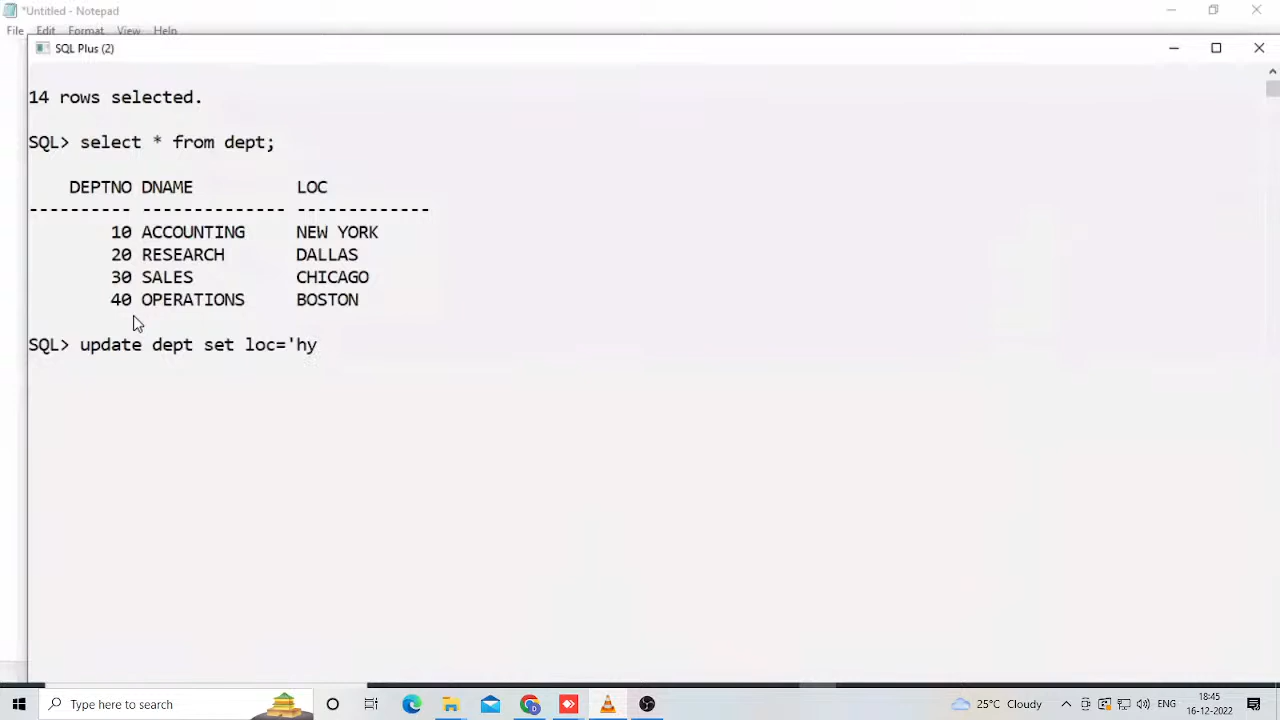 *Untitled - Notepad
File Edit Format View Help
SQL Plus (2)
14 rows selected.
SQL> select * from dept;
DEPTNO DNAME LOC
---------- -------------- -------------
10 ACCOUNTING NEW YORK
20 RESEARCH DALLAS
30 SALES CHICAGO
40 OPERATIONS BOSTON
SQL> update dept set loc='hy
Type here to search
25°C Cloudy
ENG
18:45
16-12-2022